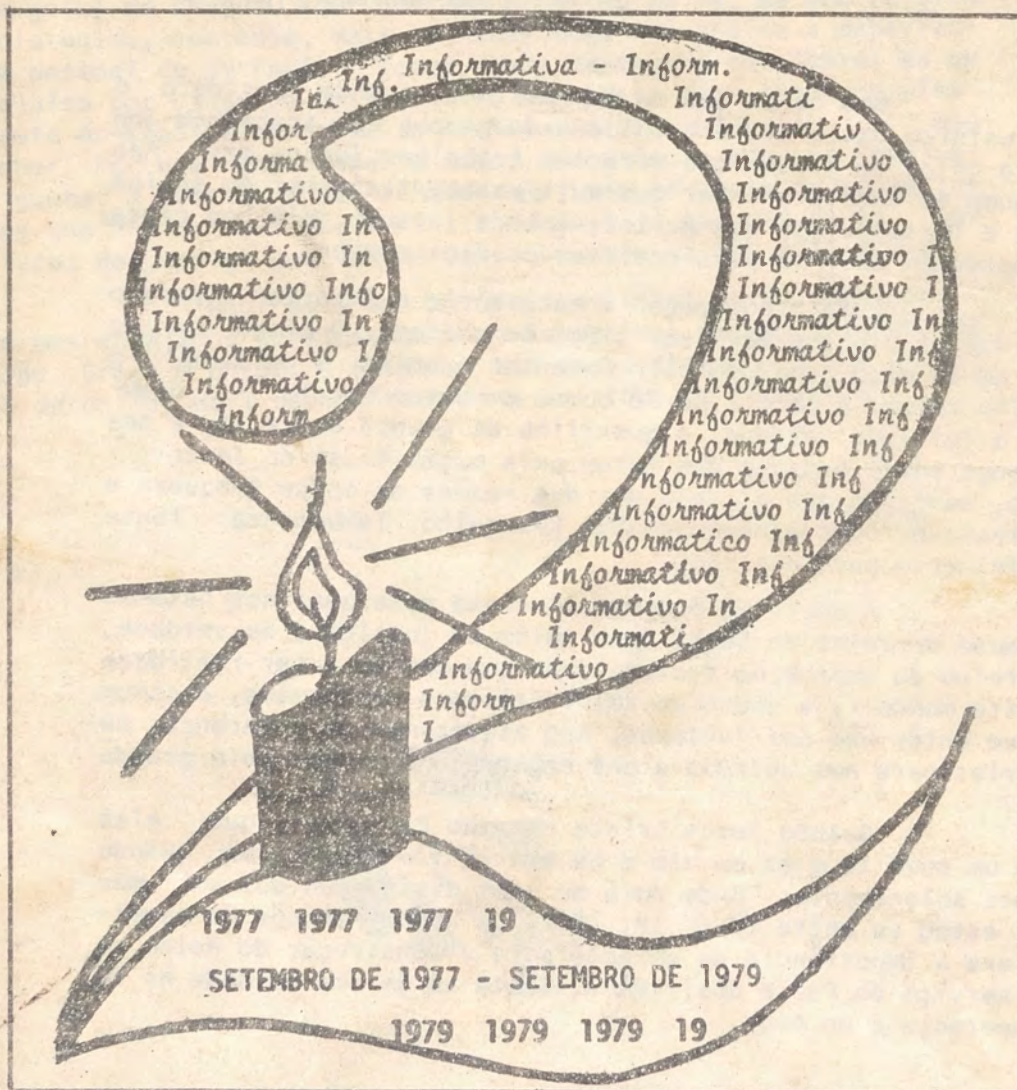 Inf. Informativa - Inform.
Inf Informati
Infor. Informativ
Informa Informativo
Informativo Informativo
Informativo In Informativo
Informativo In Informativo I
Informativo Info Informativo I
Informativo In Informativo In
Informativo I Informativo Inf
Informativo Informativo Inf
Inform Informativo Inf
Informativo Inf
Informativo Inf
Informativo Inf
Informatico Inf
Informativo Inf
Informativo In
Informati
Informativo
Inform
I
1977 1977 1977 19
SETEMBRO DE 1977 - SETEMBRO DE 1979
1979 1979 1979 19